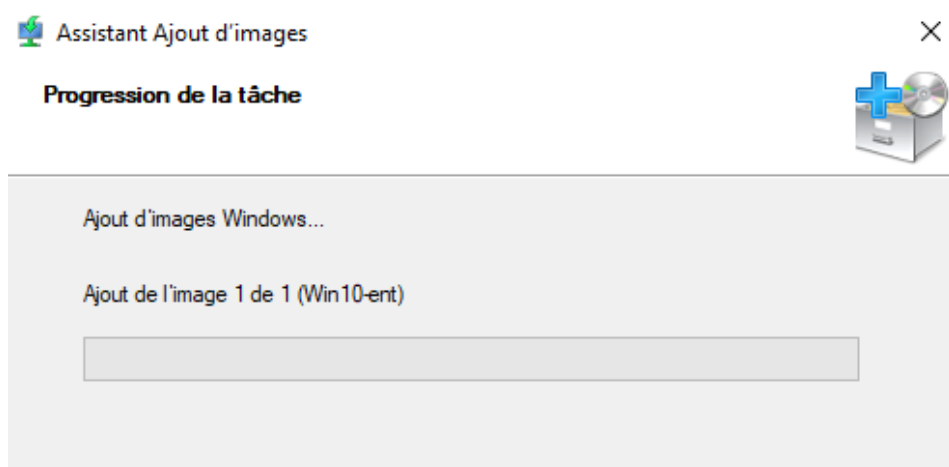 Assistant Ajout d’images
Progression de la tâche
Ajout d'images Windows...
Ajout de l'image 1 de 1 (Win10-ent)